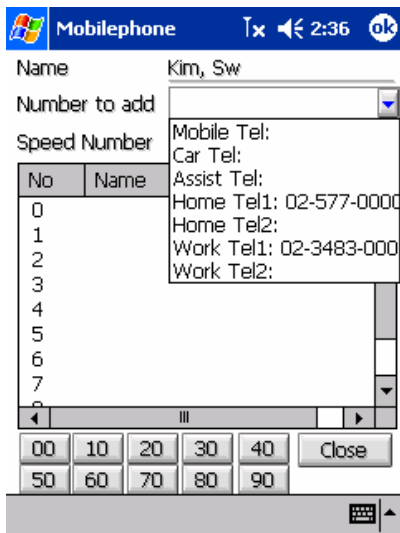 Mobilephone 2:36 ok
Name Kim, Sw
Number to add
Speed Number
Mobile Tel:
Car Tel:
Assist Tel:
Home Tel1: 02-577-0000
Home Tel2:
Work Tel1: 02-3483-000
Work Tel2:
No Name
0
1
2
3
4
5
6
7
00 10 20 30 40 Close
50 60 70 80 90